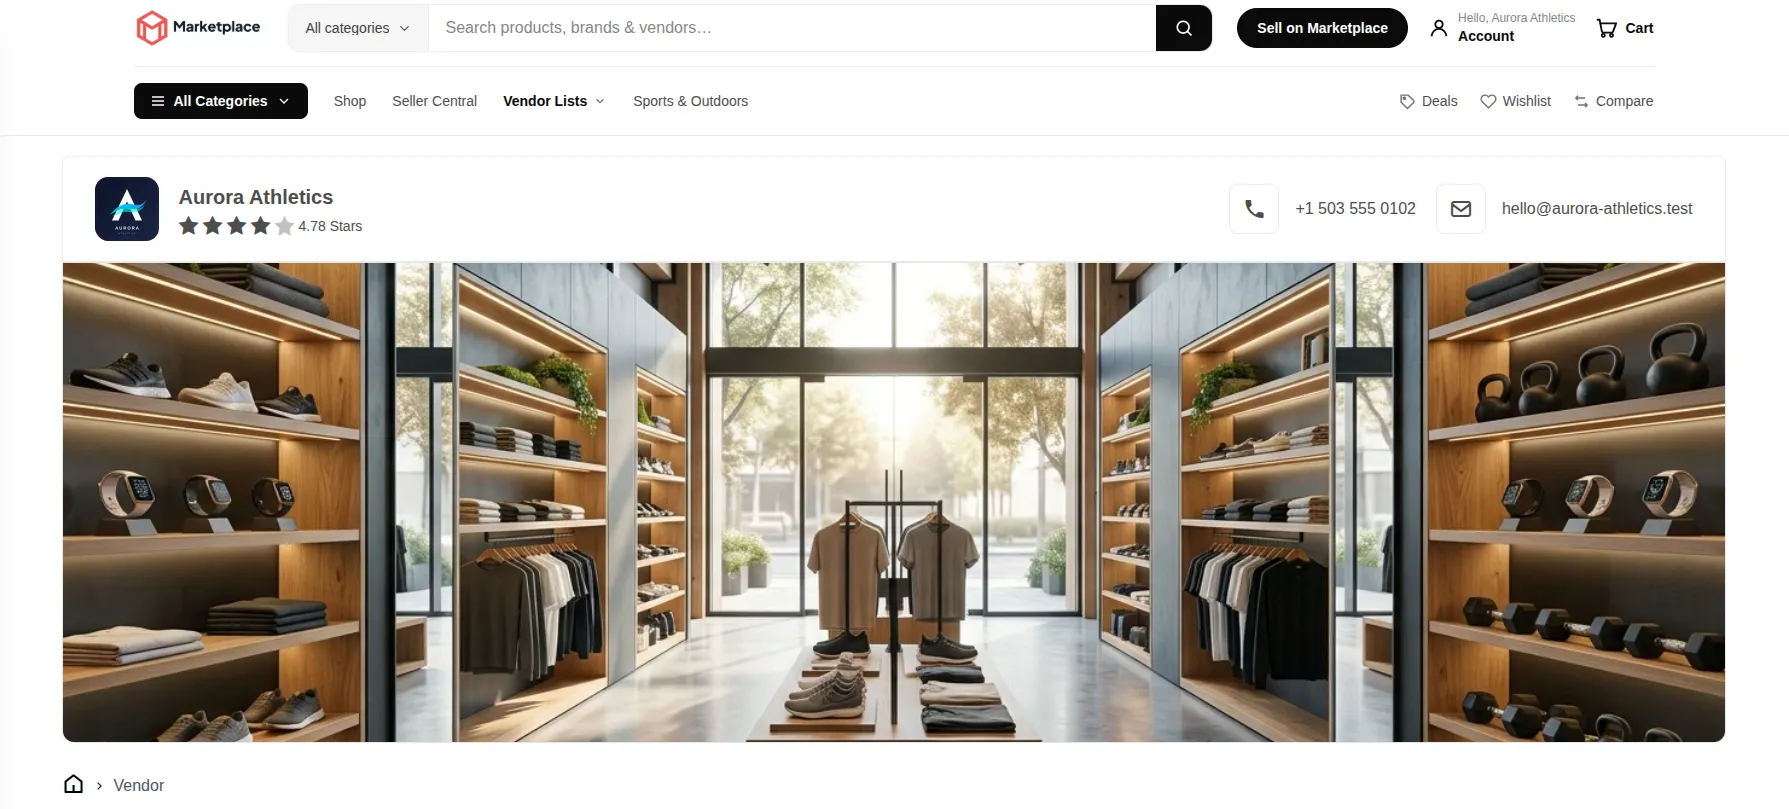 Marketplace
All categories
Search products, brands & vendors…
Sell on Marketplace
Hello, Aurora Athletics
Account
Cart
All Categories
Shop
Seller Central
Vendor Lists
Sports & Outdoors
Deals
Wishlist
Compare
AURORA
Aurora Athletics
4.78 Stars
+1 503 555 0102
hello@aurora-athletics.test
Vendor